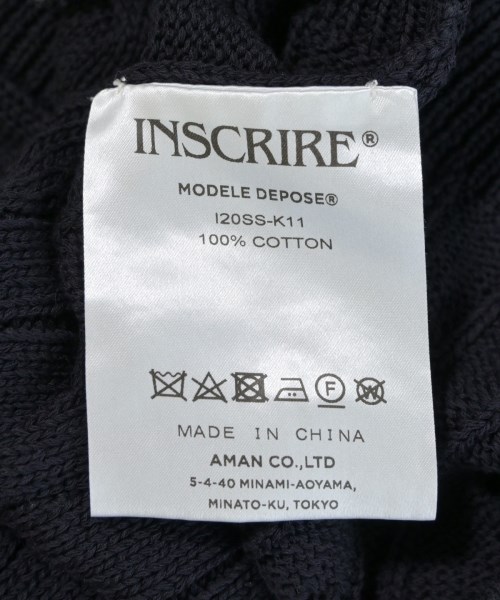 INSCRIRE®
MODELE DEPOSE®
I20SS-K11
100% COTTON
F W
MADE IN CHINA
AMAN CO.,LTD
5-4-40 MINAMI-AOYAMA,
MINATO-KU, TOKYO